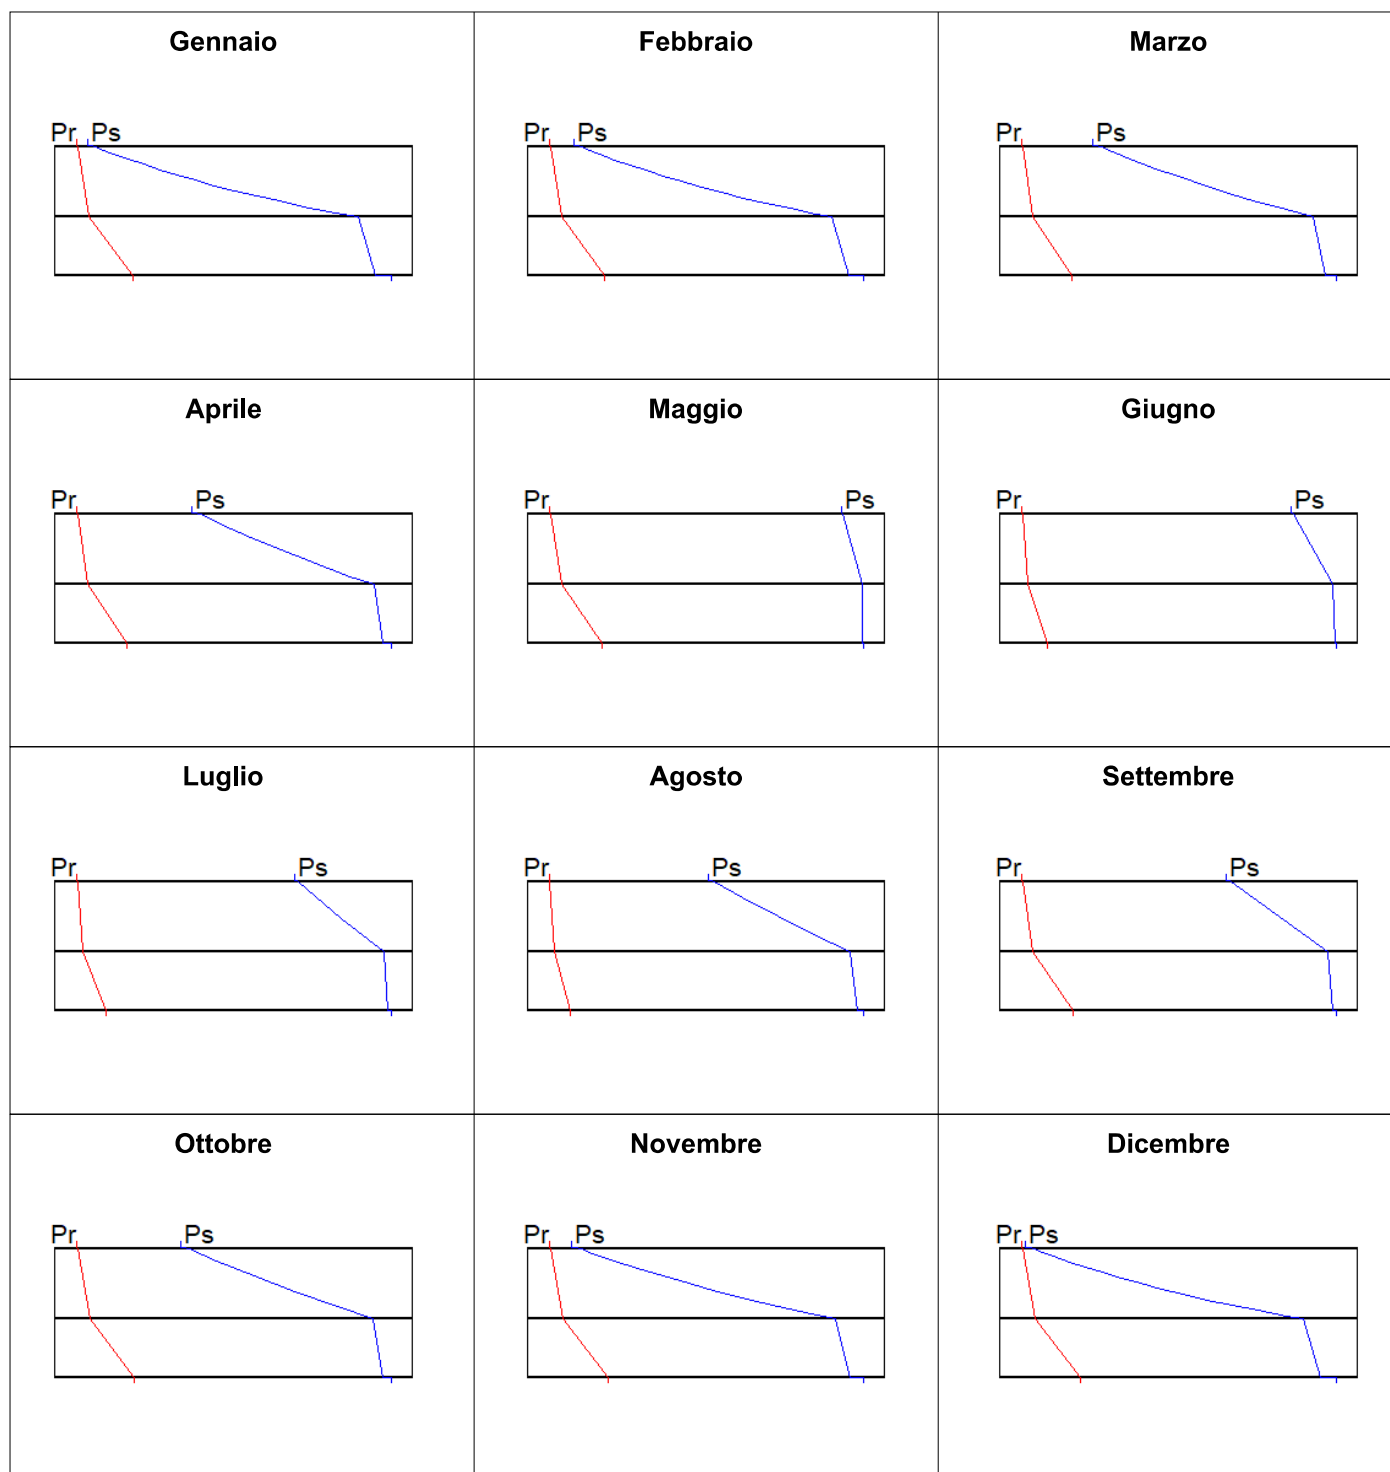 Gennaio
Febbraio
Marzo
Pr Ps
Pr Ps
Pr Ps
Aprile
Maggio
Giugno
Pr Ps
Pr Ps
Pr Ps
Luglio
Agosto
Settembre
Pr Ps
Pr Ps
Pr Ps
Ottobre
Novembre
Dicembre
Pr Ps
Pr Ps
Pr Ps